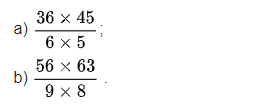 a) 36 × 45 / 6 × 5 ;
b) 56 × 63 / 9 × 8 .